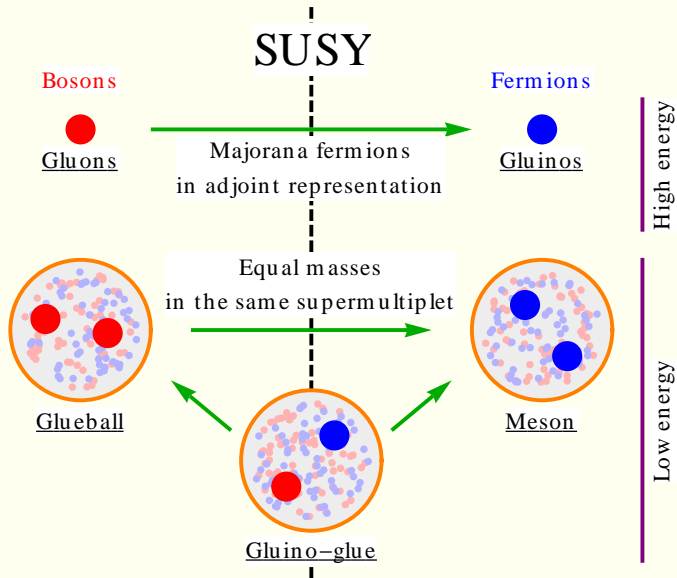 SUSY
Bosons
Fermions
Gluons
Gluinos
Majorana fermions
in adjoint representation
High energy
Equal masses
in the same supermultiplet
Glueball
Meson
Low energy
Gluino-glue